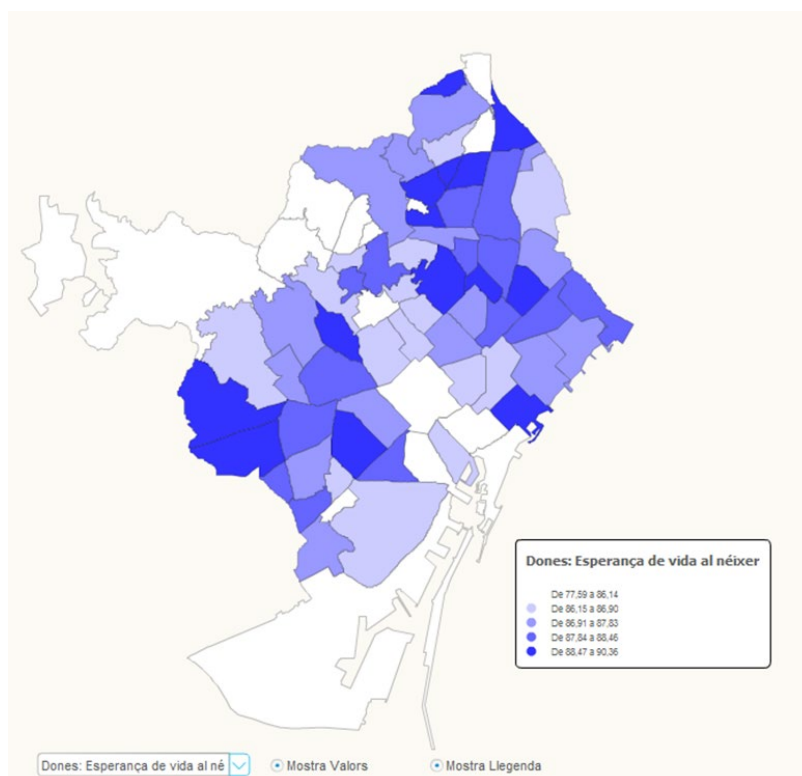 Dones: Esperança de vida al néixer
De 77,59 a 86,14
De 86,15 a 86,90
De 86,91 a 87,83
De 87,84 a 88,46
De 88,47 a 90,36
Dones: Esperança de vida al né
Mostra Valors
Mostra Llegenda